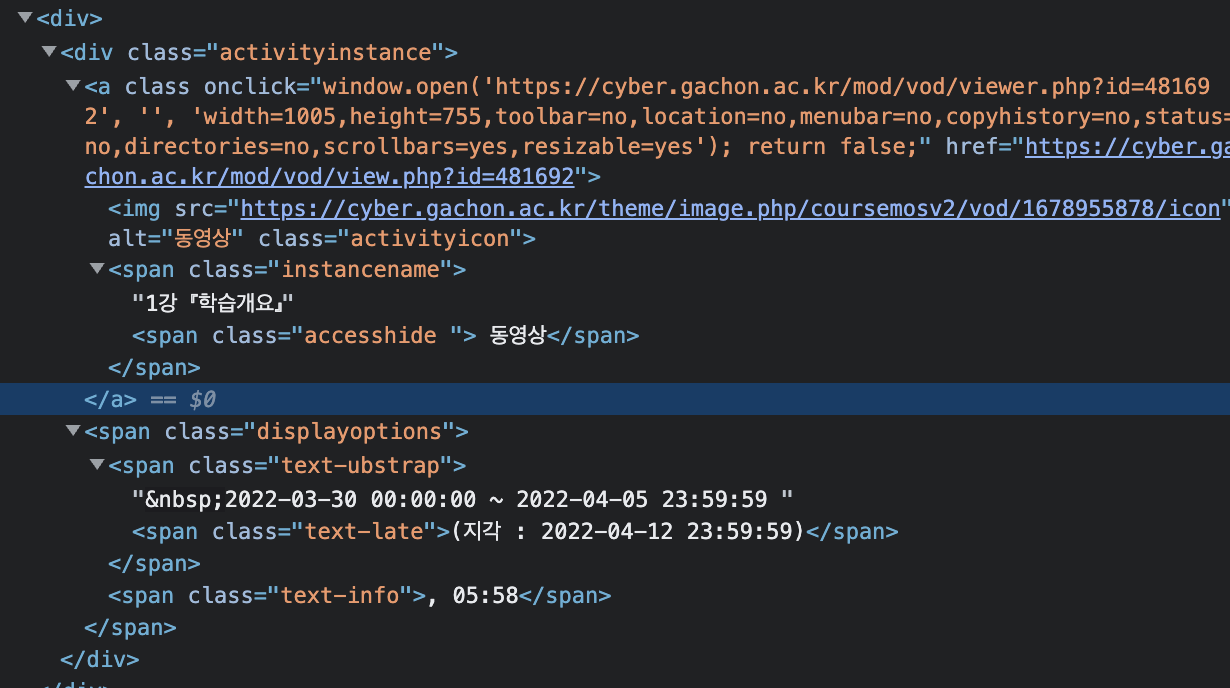 ▼<div>
▼<div class="activityinstance">
▼<a class onclick="window.open('https://cyber.gachon.ac.kr/mod/vod/viewer.php?id=48169
2', '', 'width=1005,height=755,toolbar=no,location=no,menubar=no,copyhistory=no,status=
no,directories=no,scrollbars=yes,resizable=yes'); return false;" href="https://cyber.ga
chon.ac.kr/mod/vod/view.php?id=481692">
<img src="https://cyber.gachon.ac.kr/theme/image.php/coursemosv2/vod/1678955878/icon"
alt="동영상" class="activityicon">
▼<span class="instancename">
"1강『학습개요』"
<span class="accesshide "> 동영상</span>
</span>
</a> == $0
▼<span class="displayoptions">
▼<span class="text-ubstrap">
"&nbsp;2022-03-30 00:00:00 ~ 2022-04-05 23:59:59 "
<span class="text-late">(지각 : 2022-04-12 23:59:59)</span>
</span>
<span class="text-info">, 05:58</span>
</span>
</div>
</div>